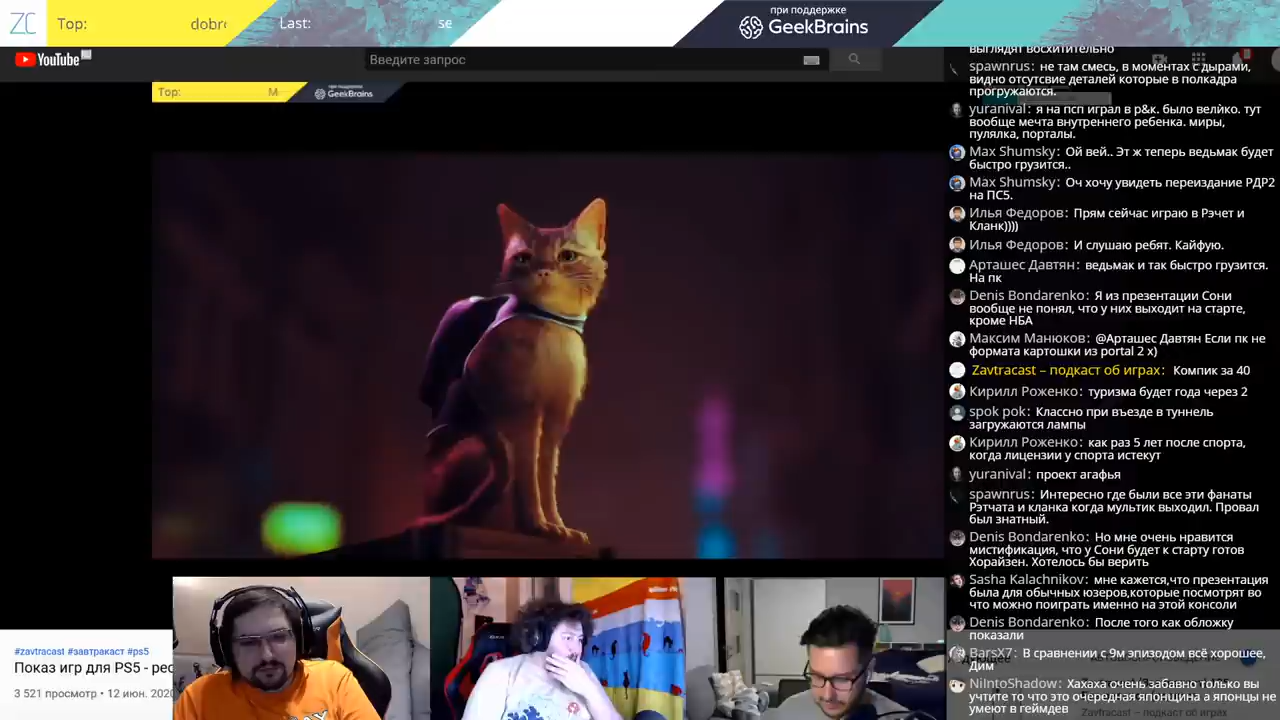 ZC
Top:
dobro
Last:
se
при поддержке
GeekBrains
YouTube
Введите запрос
Top:
M
при поддержке
GeekBrains
выглядят восхитительно
spawnrus: не там смесь, в моментах с дырами,
видно отсутсвие деталей которые в полкадра
прогружаются.
yuranival: я на псп играл в р&к. было велйко. тут
вообще мечта внутреннего ребенка. миры,
пулялка, порталы.
Max Shumsky: Ой вей.. Эт ж теперь ведьмак будет
быстро грузится..
Max Shumsky: Оч хочу увидеть переиздание РДР2
на ПС5.
Илья Федоров: Прям сейчас играю в Рэчет и
Кланк))))
Илья Федоров: И слушаю ребят. Кайфую.
Арташес Давтян: ведьмак и так быстро грузится.
На пк
Denis Bondarenko: Я из презентации Сони
вообще не понял, что у них выходит на старте,
кроме НБА
Максим Манюков: @Арташес Давтян Если пк не
формата картошки из portal 2 х)
Zavtracast – подкаст об играх: Компик за 40
Кирилл Роженко: туризма будет года через 2
spok pok: Классно при въезде в туннель
загружаются лампы
Кирилл Роженко: как раз 5 лет после спорта,
когда лицензии у спорта истекут
yuranival: проект агафья
spawnrus: Интересно где были все эти фанаты
Рэтчата и кланка когда мультик выходил. Провал
был знатный.
Denis Bondarenko: Но мне очень нравится
мистификация, что у Сони будет к старту готов
Хорайзен. Хотелось бы верить
Sasha Kalachnikov: мне кажется,что презентация
была для обычных юзеров,которые посмотрят во
что можно поиграть именно на этой консоли
Denis Bondarenko: После того как обложку
показали
BarsX7: В сравнении с 9м эпизодом всё хорошее,
Дим
NiIntoShadow: Хахаха очень забавно только вы
учтите то что это очередная японщина а японцы не
умеют в геймдев
Zavtracast – подкаст об играх
#zavtracast #завтракаст #ps5
Показ игр для PS5 - рес
3 521 просмотр • 12 июн. 2020